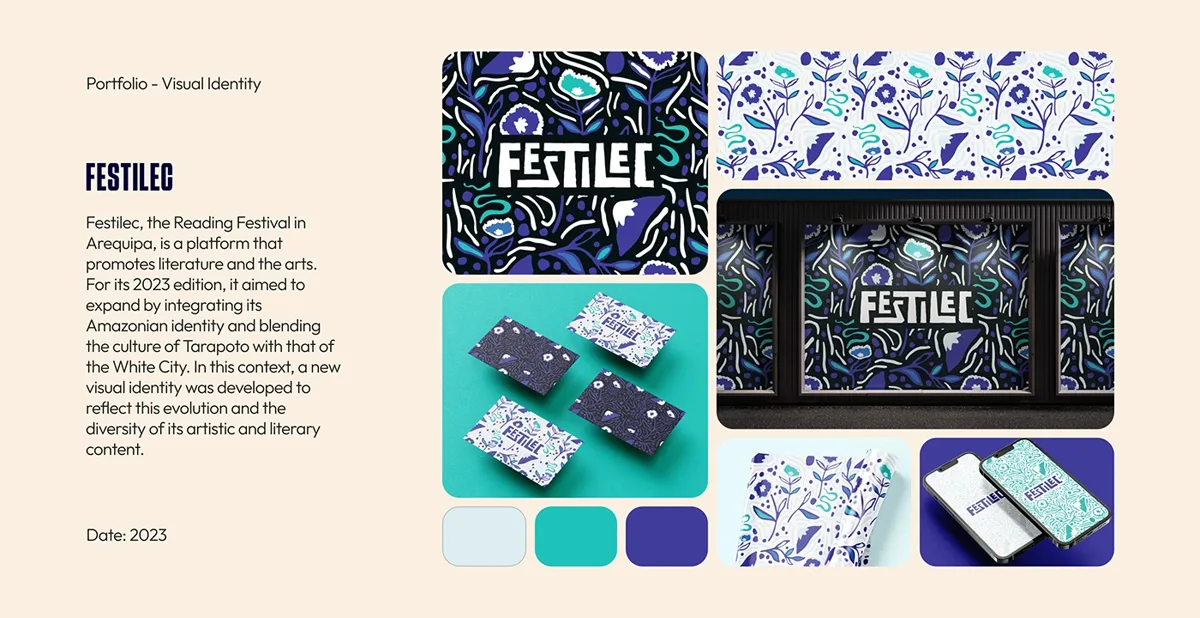 Portfolio - Visual Identity
FESTILEC
Festilec, the Reading Festival in
Arequipa, is a platform that
promotes literature and the arts.
For its 2023 edition, it aimed to
expand by integrating its
Amazonian identity and blending
the culture of Tarapoto with that of
the White City. In this context, a new
visual identity was developed to
reflect this evolution and the
diversity of its artistic and literary
content.
Date: 2023
FESTILEC
FESTILEC
FESTILEC
FESTILEC
FESTILEC
FESTILEC